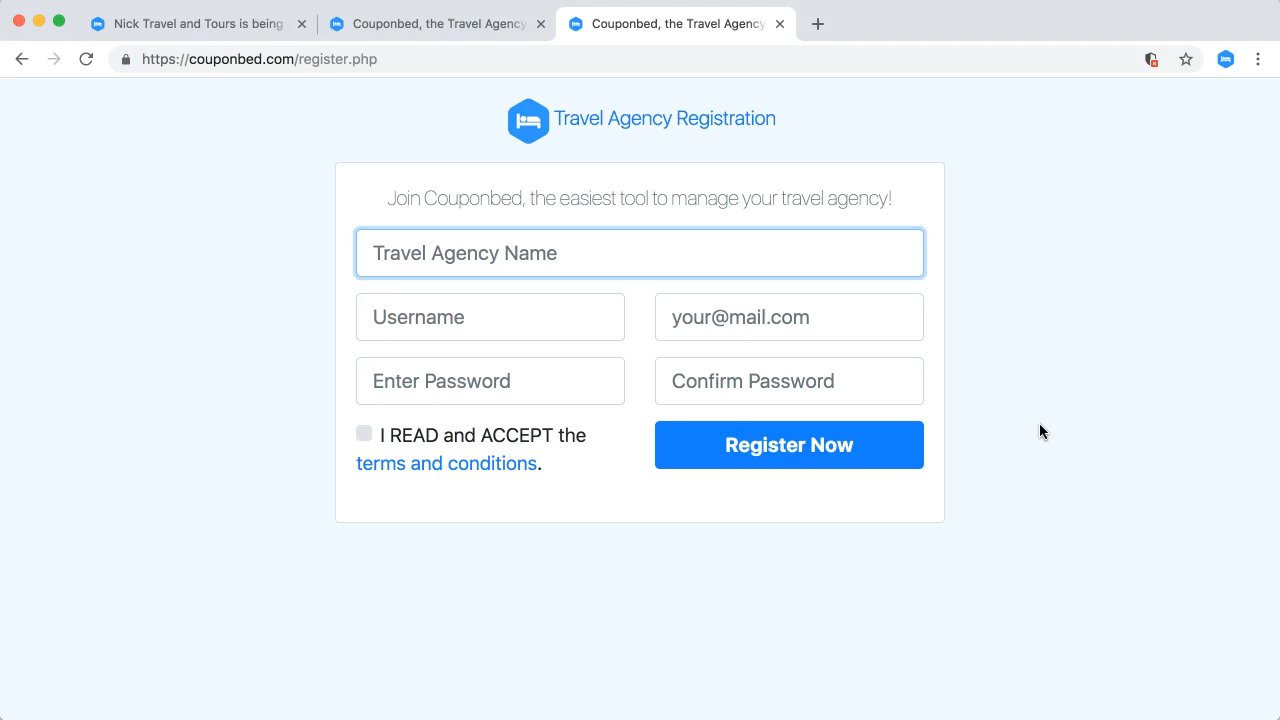 Nick Travel and Tours is being
Couponbed, the Travel Agency
Couponbed, the Travel Agency
https://couponbed.com/register.php
Travel Agency Registration
Join Couponbed, the easiest tool to manage your travel agency!
Travel Agency Name
Username
your@mail.com
Enter Password
Confirm Password
I READ and ACCEPT the
terms and conditions.
Register Now